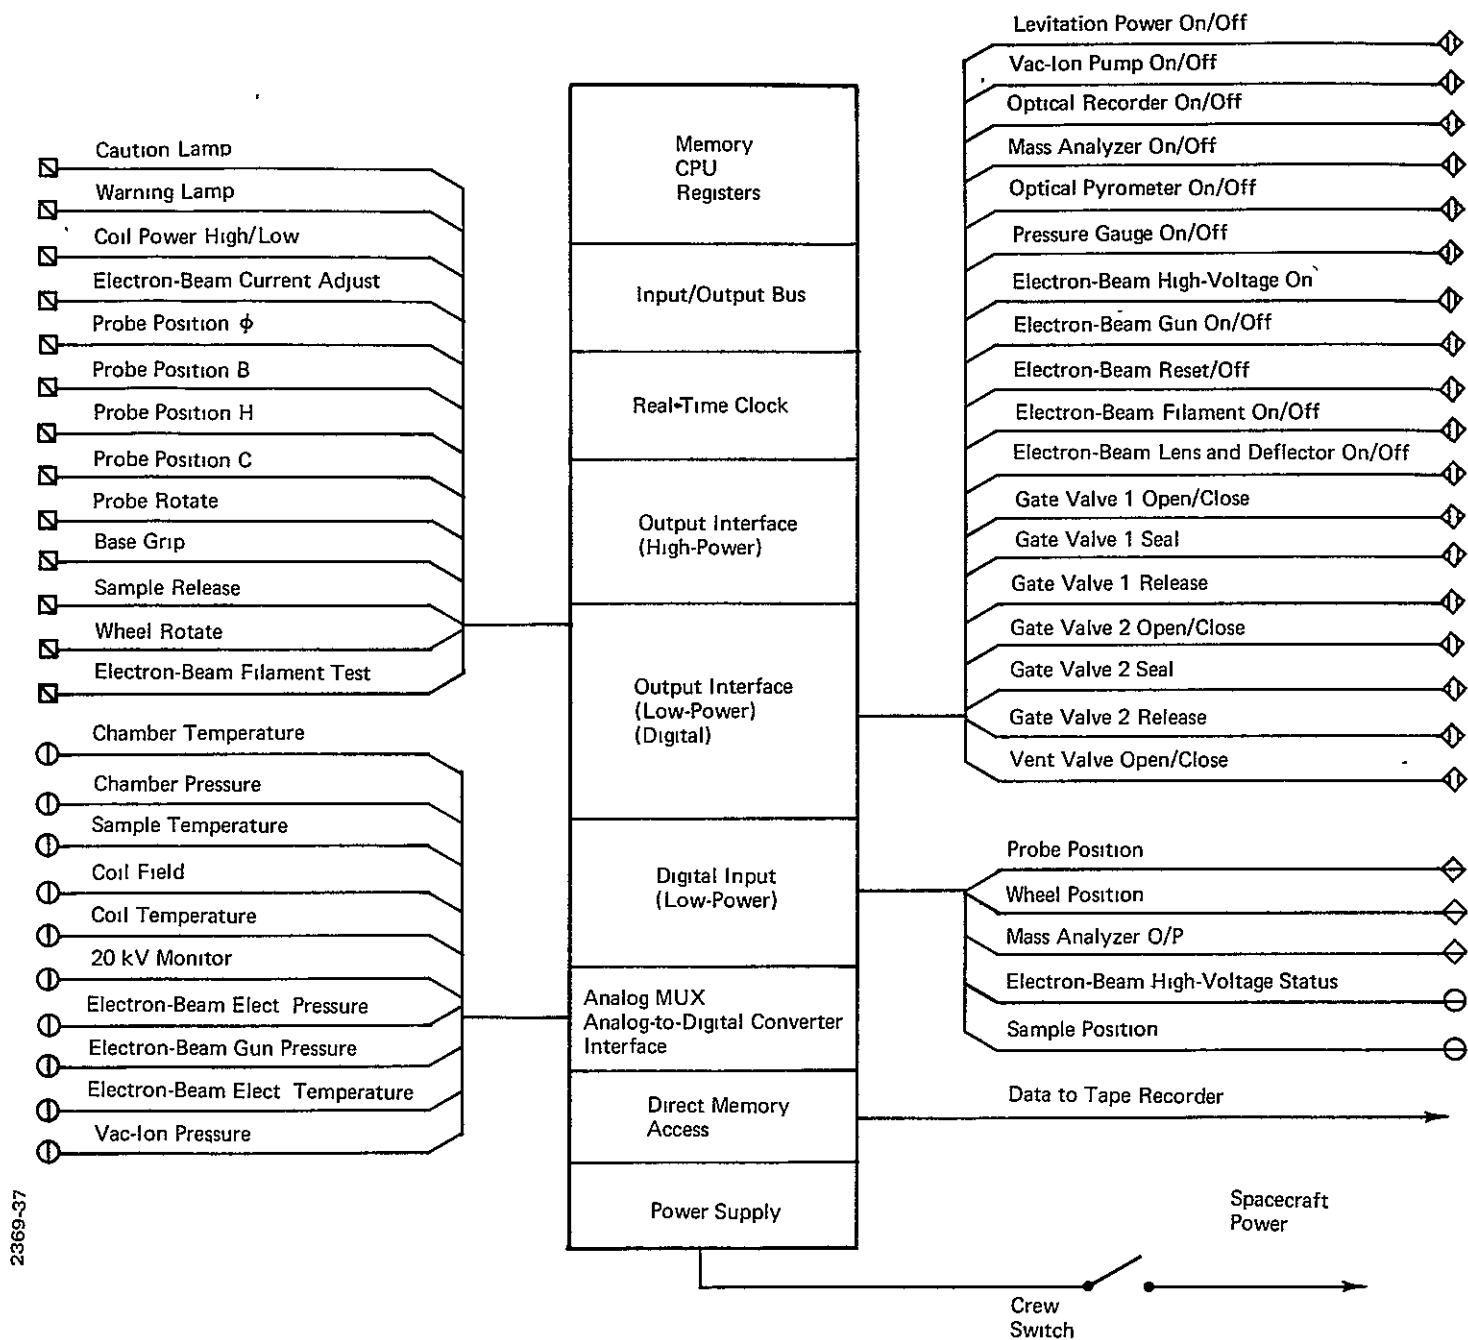 Caution Lamp
Warning Lamp
Coil Power High/Low
Electron-Beam Current Adjust
Probe Position ϕ
Probe Position B
Probe Position H
Probe Position C
Probe Rotate
Base Grip
Sample Release
Wheel Rotate
Electron-Beam Filament Test
Chamber Temperature
Chamber Pressure
Sample Temperature
Coil Field
Coil Temperature
20 kV Monitor
Electron-Beam Elect Pressure
Electron-Beam Gun Pressure
Electron-Beam Elect Temperature
Vac-Ion Pressure
2369-37
Memory
CPU
Registers
Input/Output Bus
Real-Time Clock
Output Interface
(High-Power)
Output Interface
(Low-Power)
(Digital)
Digital Input
(Low-Power)
Analog MUX
Analog-to-Digital Converter
Interface
Direct Memory
Access
Power Supply
Levitation Power On/Off
Vac-Ion Pump On/Off
Optical Recorder On/Off
Mass Analyzer On/Off
Optical Pyrometer On/Off
Pressure Gauge On/Off
Electron-Beam High-Voltage On
Electron-Beam Gun On/Off
Electron-Beam Reset/Off
Electron-Beam Filament On/Off
Electron-Beam Lens and Deflector On/Off
Gate Valve 1 Open/Close
Gate Valve 1 Seal
Gate Valve 1 Release
Gate Valve 2 Open/Close
Gate Valve 2 Seal
Gate Valve 2 Release
Vent Valve Open/Close
Probe Position
Wheel Position
Mass Analyzer O/P
Electron-Beam High-Voltage Status
Sample Position
Data to Tape Recorder
Spacecraft
Power
Crew
Switch